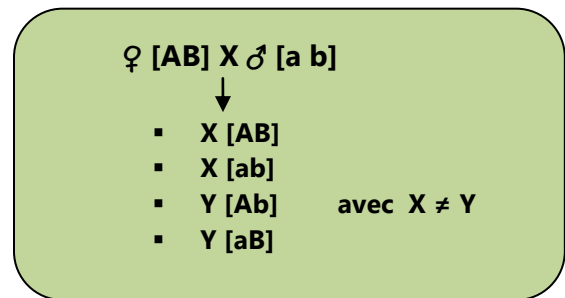 ♀ [AB] X ♂ [a b]
▪ X [AB]
▪ X [ab]
▪ Y [Ab] avec X ≠ Y
▪ Y [aB]